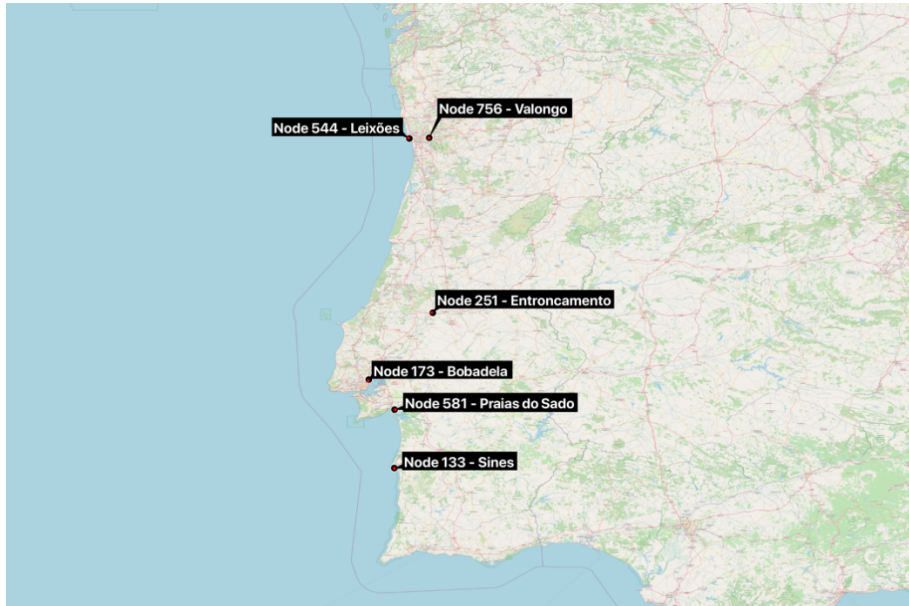 Node 756 - Valongo
Node 544 - Leixões
Node 251 - Entroncamento
Node 173 - Bobadela
Node 581 - Praias do Sado
Node 133 - Sines